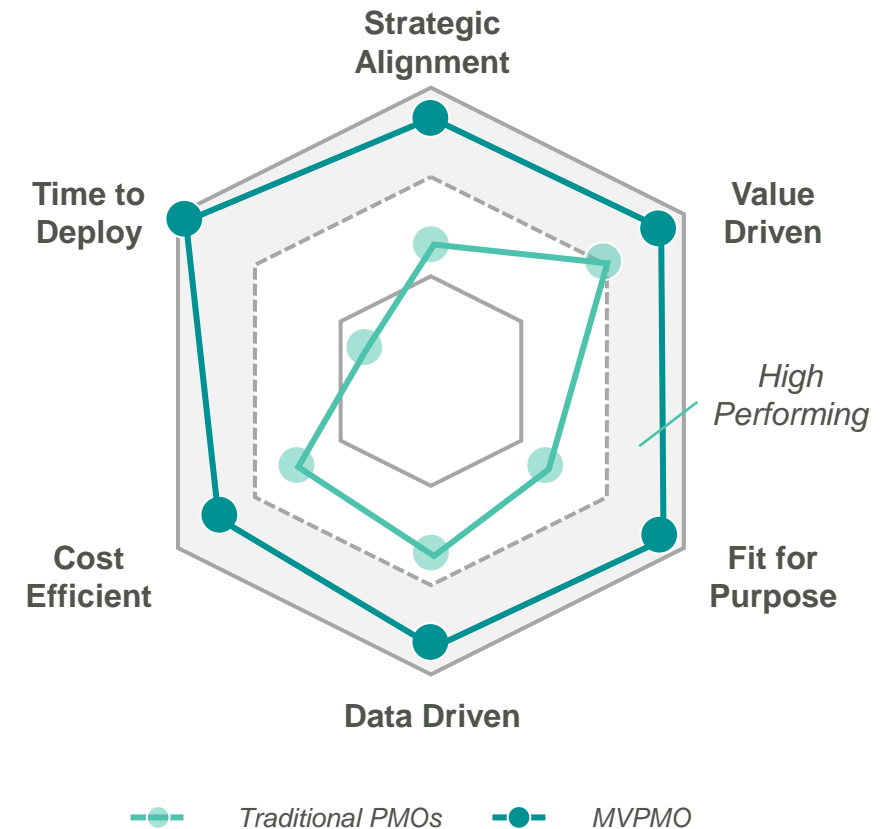 Strategic
Alignment
Time to
Deploy
Value
Driven
High
Performing
Cost
Efficient
Fit for
Purpose
Data Driven
Traditional PMOs
MVPMO